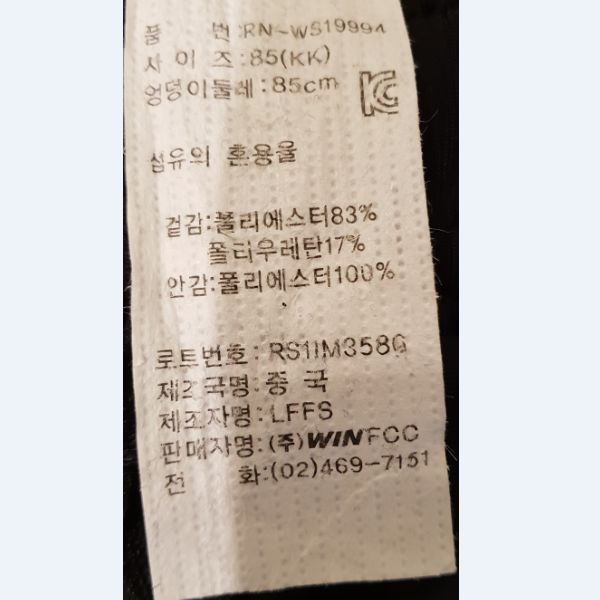 품 번:RN-WS19994
사 이 즈:85(KK)
엉덩이둘레:85cm
섬유의 혼용율
겉감:폴리에스터83%
폴리우레탄17%
안감:폴리에스터100%
로트번호:
제조국명:중 국
제조자명:LFFS
판매자명:(주)WINFCC
전 화:(02)469-7151